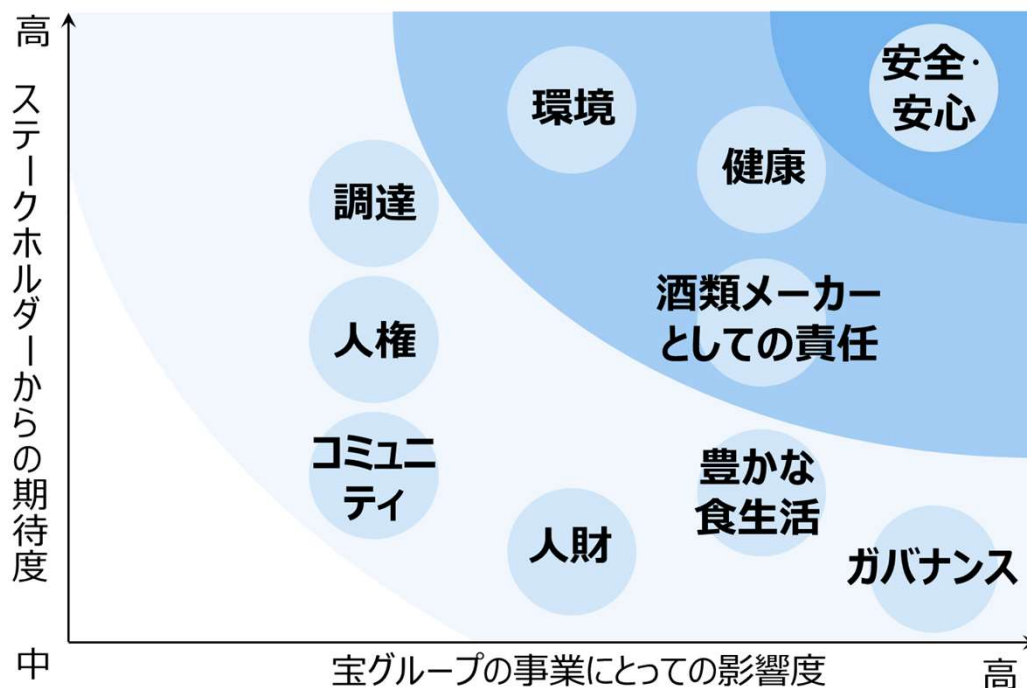 高
ステークホルダーからの期待度
中
安全・
安心
環境
健康
調達
酒類メーカー
としての責任
人権
コミュニ
ティ
豊かな
食生活
人財
ガバナンス
宝グループの事業にとっての影響度
高